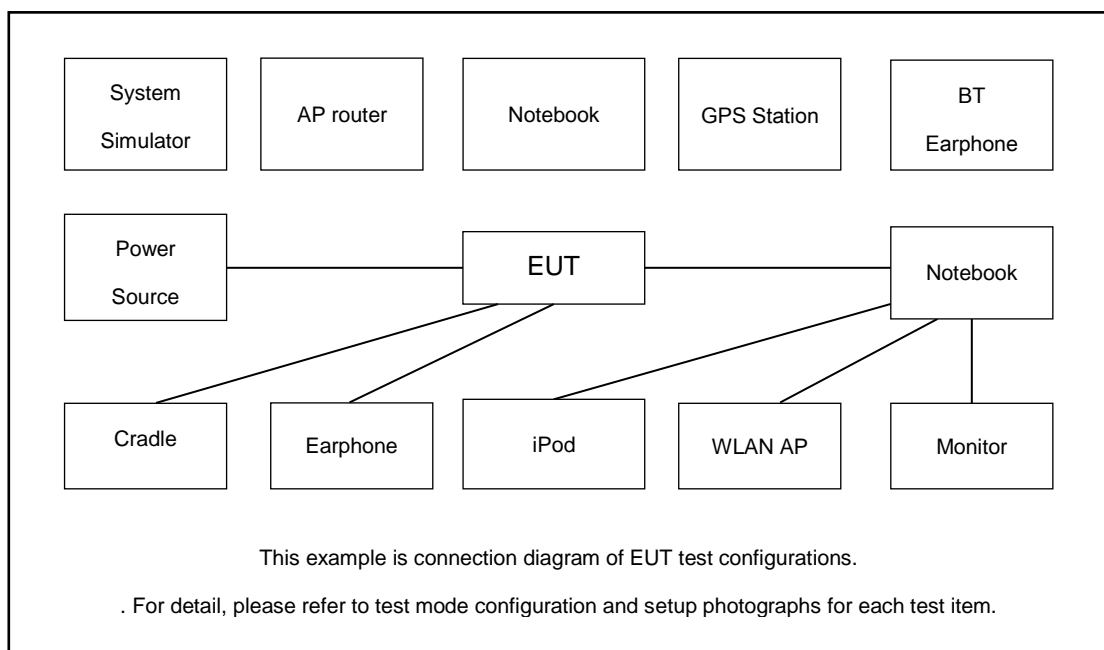 System
Simulator
AP router
Notebook
GPS Station
BT
Earphone
Power
Source
EUT
Notebook
Cradle
Earphone
iPod
WLAN AP
Monitor
This example is connection diagram of EUT test configurations.
. For detail, please refer to test mode configuration and setup photographs for each test item.